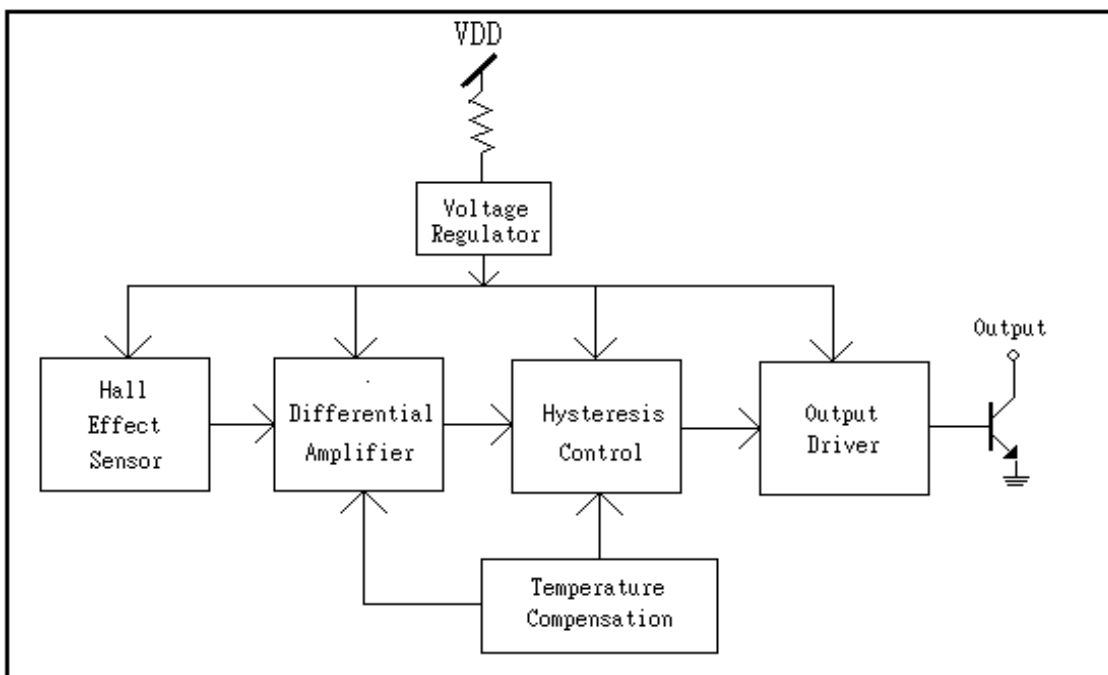 VDD
Voltage
Regulator
Hall
Effect
Sensor
Differential
Amplifier
Hysteresis
Control
Output
Driver
Output
Temperature
Compensation